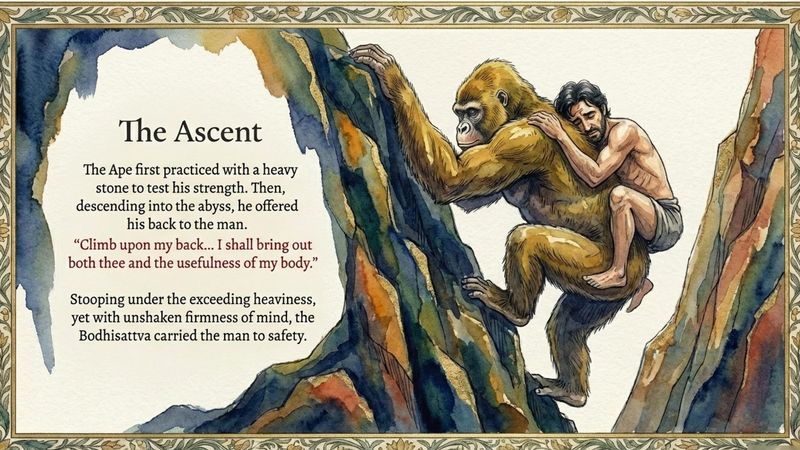 The Ascent
The Ape first practiced with a heavy
stone to test his strength. Then,
descending into the abyss, he offered
his back to the man.
“Climb upon my back... I shall bring out
both thee and the usefulness of my body.”
Stooping under the exceeding heaviness,
yet with unshaken firmness of mind, the
Bodhisattva carried the man to safety.